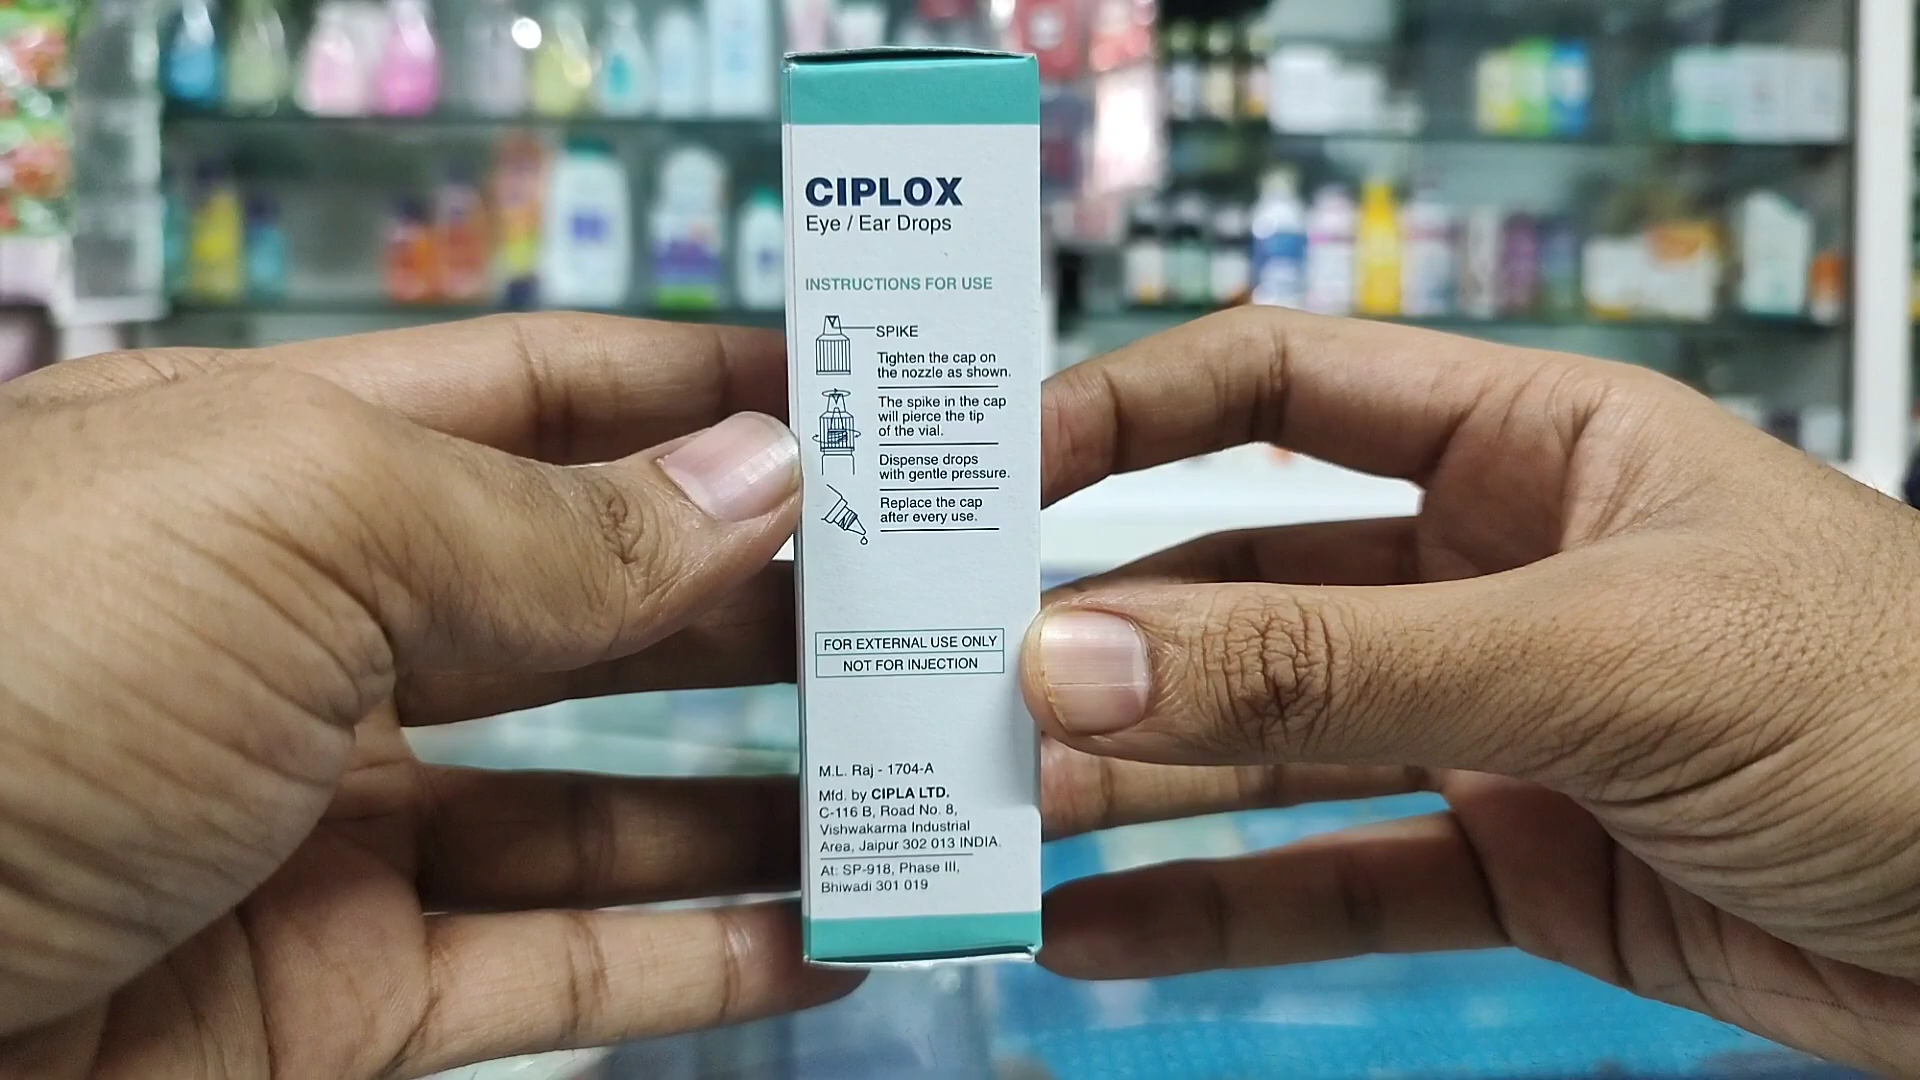 CIPLOX
Eye / Ear Drops
INSTRUCTIONS FOR USE
SPIKE
Tighten the cap on
the nozzle as shown.
The spike in the cap
will pierce the tip
of the vial.
Dispense drops
with gentle pressure.
Replace the cap
after every use.
FOR EXTERNAL USE ONLY
NOT FOR INJECTION
M.L. Raj - 1704-A
Mfd. by CIPLA LTD.
C-116 B, Road No. 8,
Vishwakarma Industrial
Area, Jaipur 302 013 INDIA.
At: SP-918, Phase III,
Bhiwadi 301 019